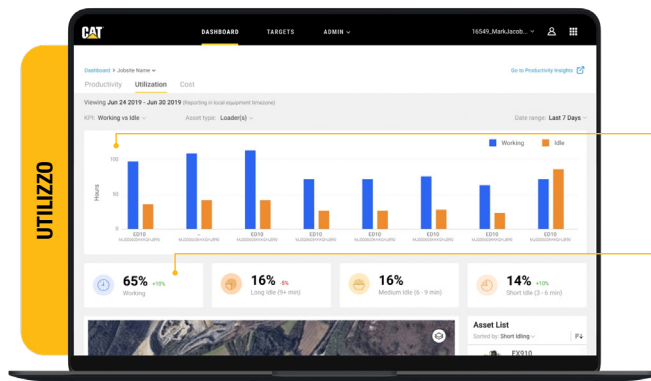 UTILIZZO
CAT
DASHBOARD TARGETS ADMIN
16549_MarkJacob...
Dashboard > Jobsite Name
Go to Productivity Insights
Productivity Utilization Cost
Viewing Jun 24 2019 - Jun 30 2019 (Reporting in local equipment timezone)
KPI: Working vs Idle Asset type: Loader(s) Date range: Last 7 Days
Working Idle
Hours
100
50
0
ED10 - ED10 ED10 ED10 ED10 ED10 ED10
65% +10%
Working
16% -5%
Long Idle (9+ min)
16%
Medium Idle (6 - 9 min)
14% +10%
Short Idle (3 - 6 min)
Asset List
Sorted by: Short Idling
EX910